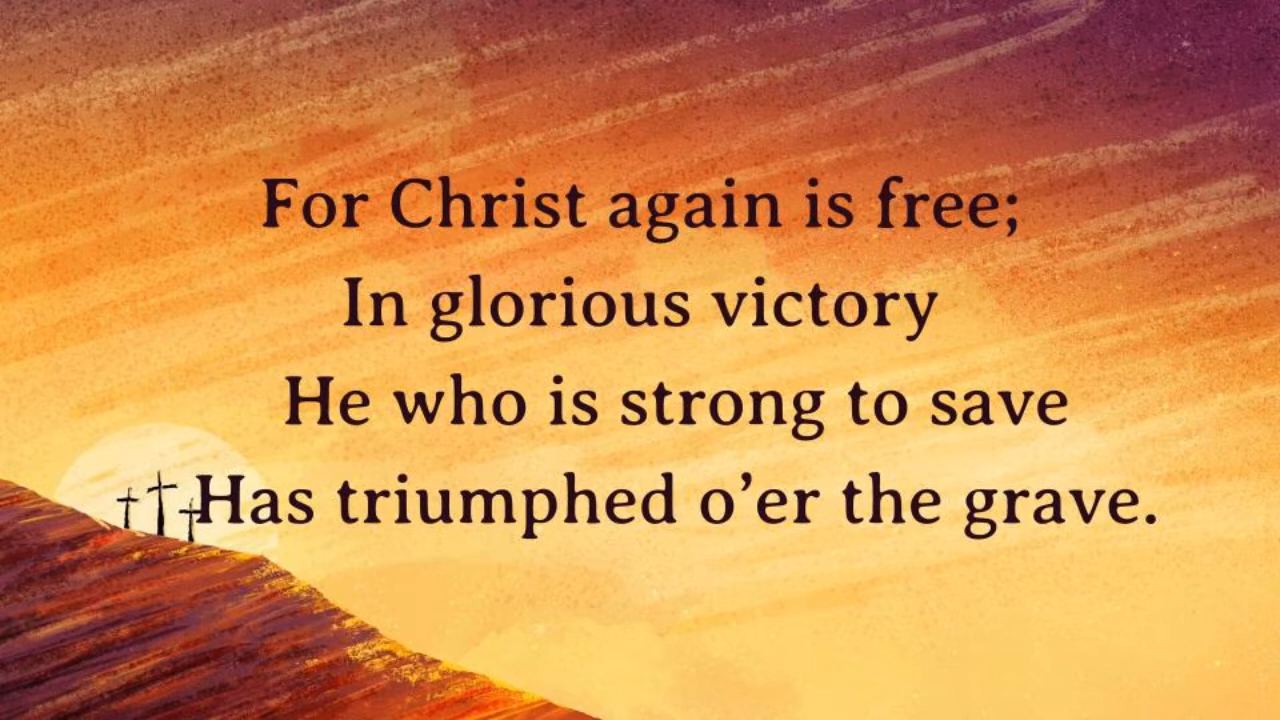 For Christ again is free;
In glorious victory
He who is strong to save
Has triumphed o’er the grave.